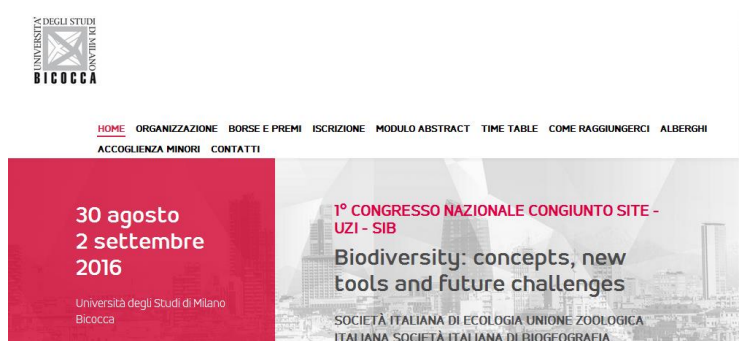 UNIVERSITA' DEGLI STUDI DI MILANO
BICOCCA
HOME ORGANIZZAZIONE BORSE E PREMI ISCRIZIONE MODULO ABSTRACT TIME TABLE COME RAGGIUNGERCI ALBERGHI
ACCOGLIENZA MINORI CONTATTI
30 agosto
2 settembre
2016
Università degli Studi di Milano
Bicocca
1° CONGRESSO NAZIONALE CONGIUNTO SITE -
UZI - SIB
Biodiversity: concepts, new
tools and future challenges
SOCIETÀ ITALIANA DI ECOLOGIA UNIONE ZOOLOGICA
ITALIANA SOCIETÀ ITALIANA DI BIOGEOGRAFIA